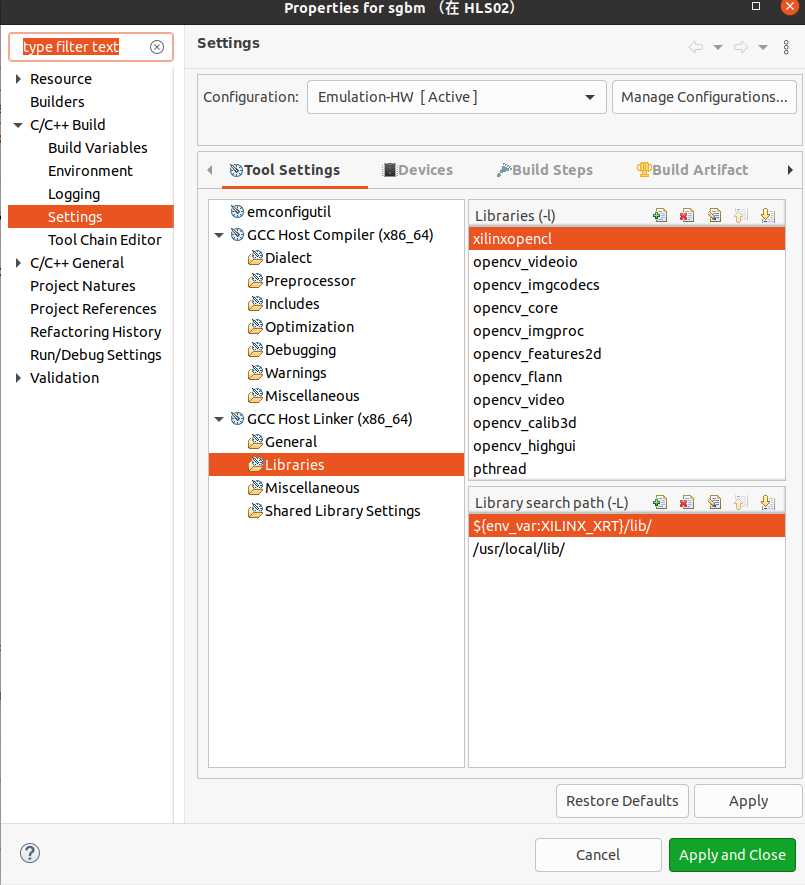 Properties for sgbm （在 HLS02）
type filter text
Resource
Builders
C/C++ Build
Build Variables
Environment
Logging
Settings
Tool Chain Editor
C/C++ General
Project Natures
Project References
Refactoring History
Run/Debug Settings
Validation
Settings
Configuration:
Emulation-HW [ Active ]
Manage Configurations...
Tool Settings
Devices
Build Steps
Build Artifact
emconfigutil
GCC Host Compiler (x86_64)
Dialect
Preprocessor
Includes
Optimization
Debugging
Warnings
Miscellaneous
GCC Host Linker (x86_64)
General
Libraries
Miscellaneous
Shared Library Settings
Libraries (-l)
xilinxopencl
opencv_videoio
opencv_imgcodecs
opencv_core
opencv_imgproc
opencv_features2d
opencv_flann
opencv_video
opencv_calib3d
opencv_highgui
pthread
Library search path (-L)
${env_var:XILINX_XRT}/lib/
/usr/local/lib/
Restore Defaults
Apply
Cancel
Apply and Close